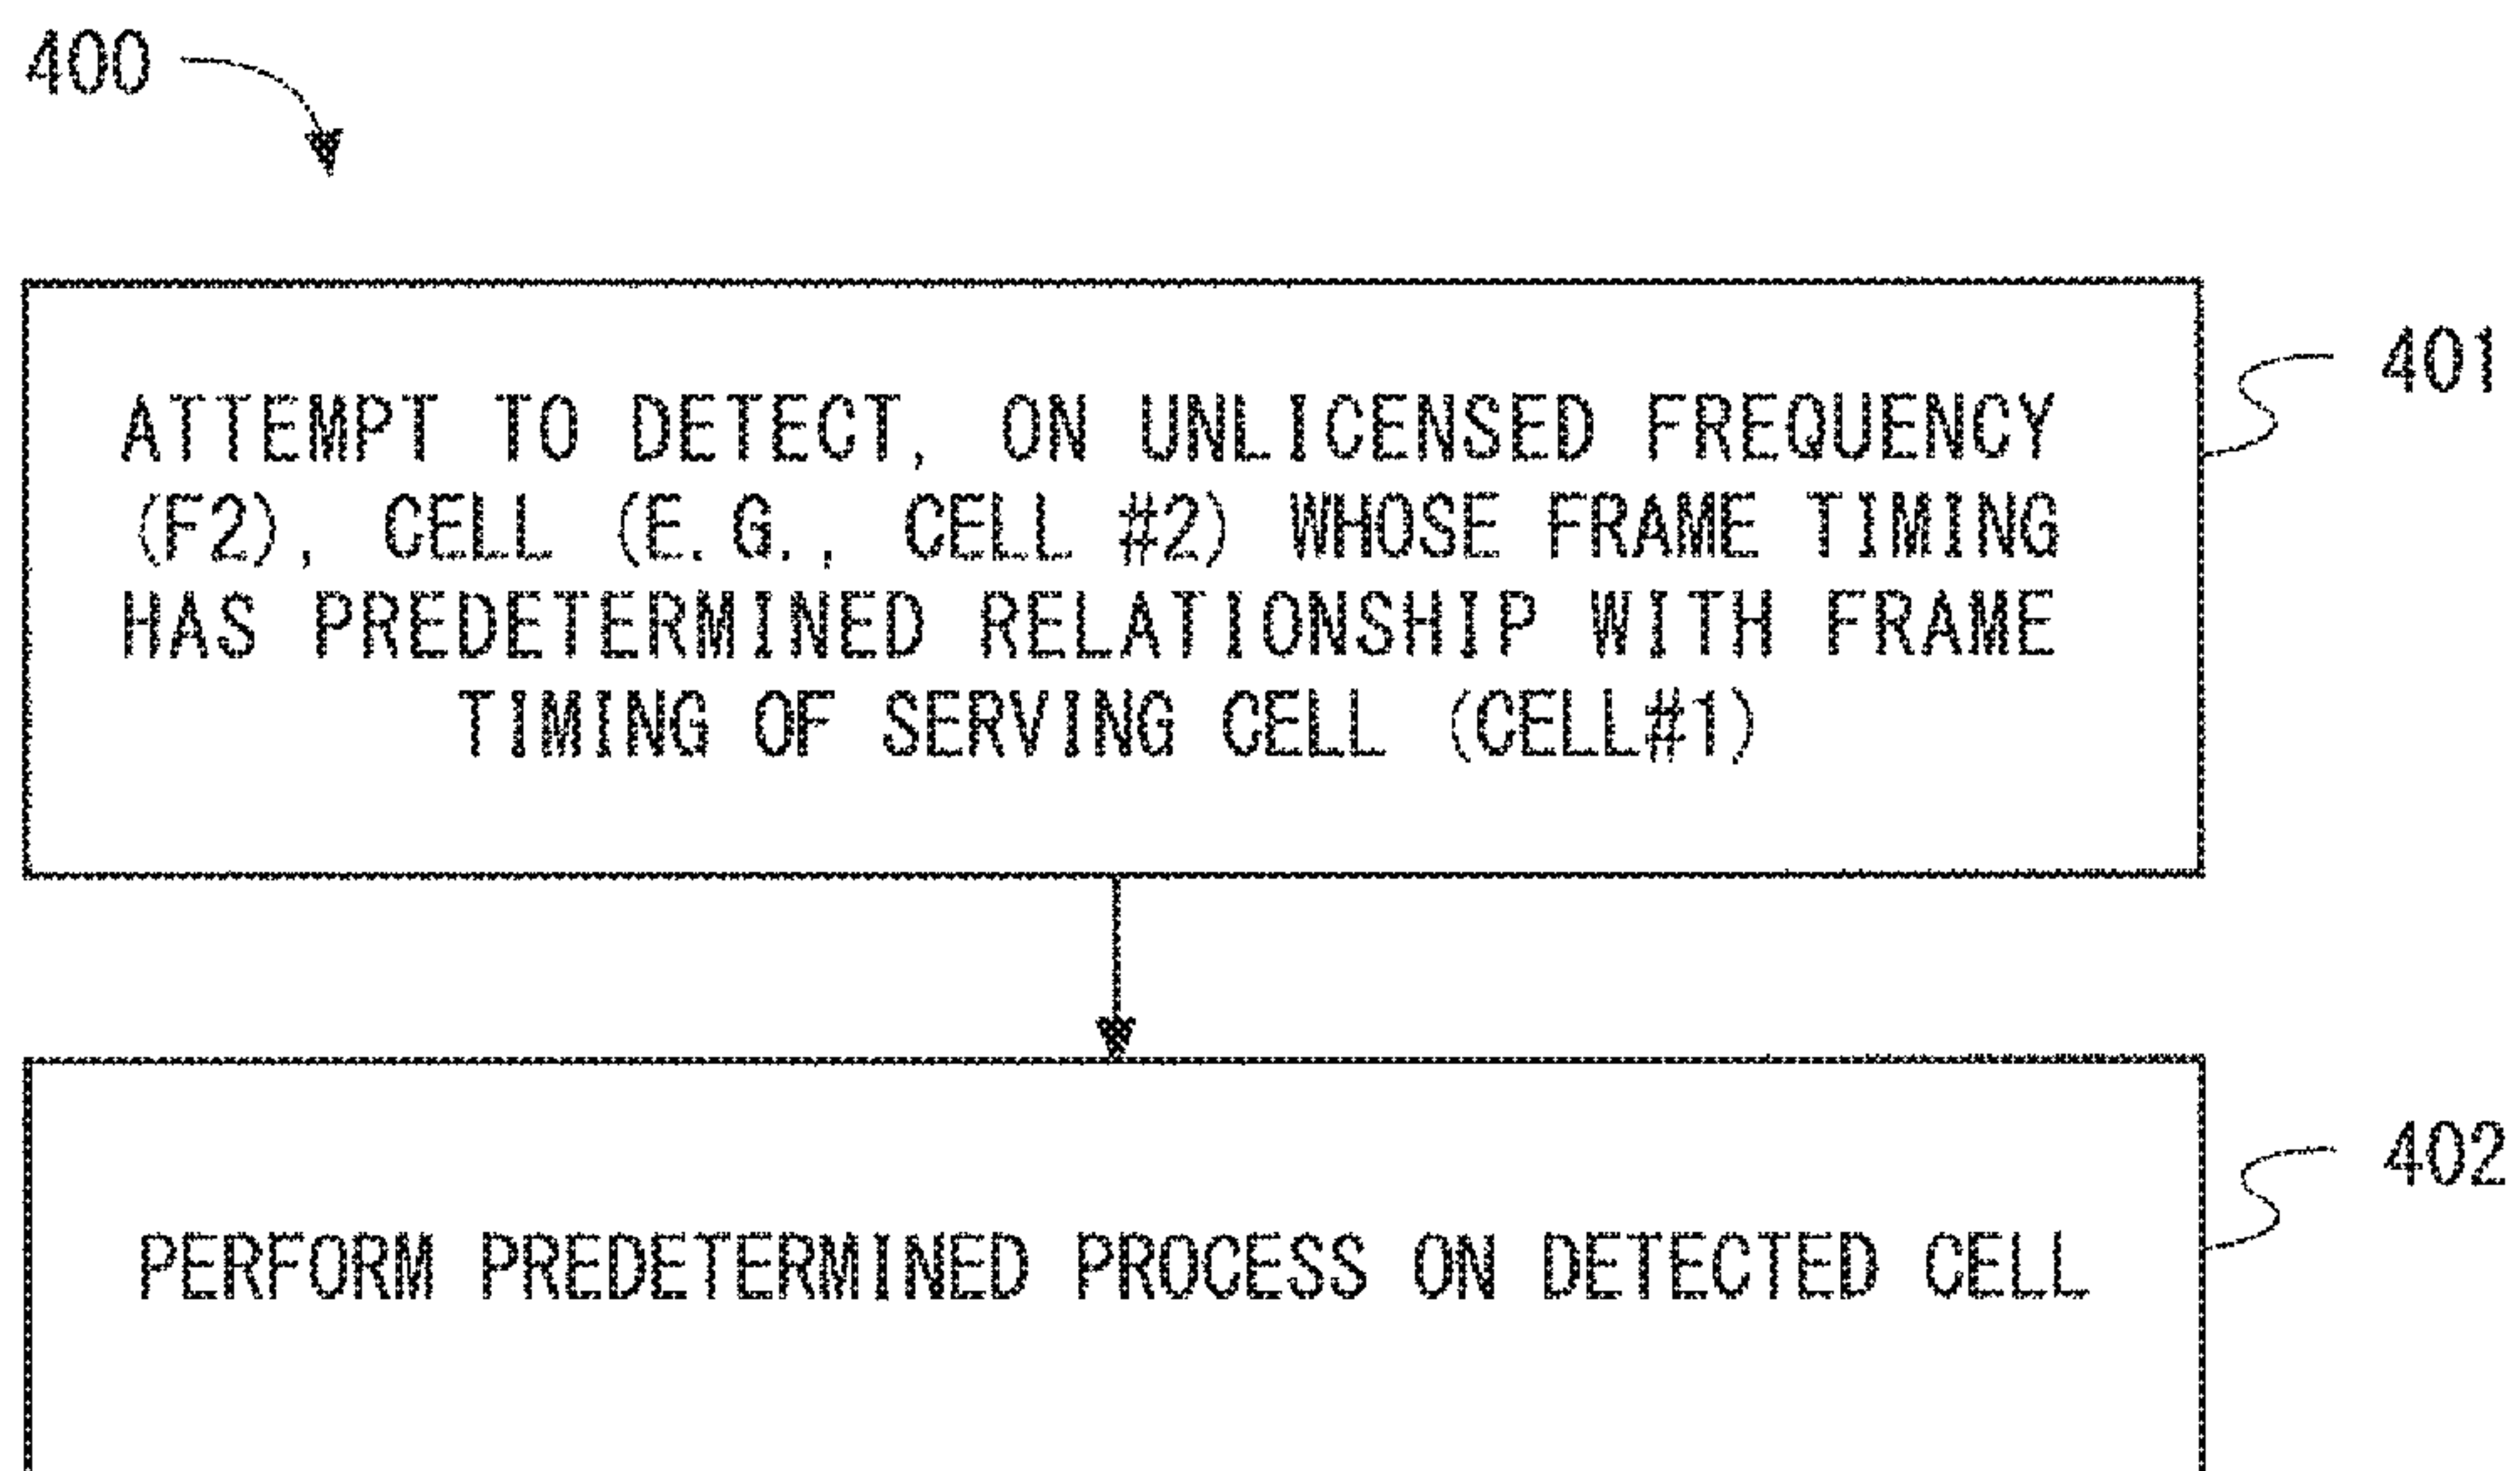 400
401
ATTEMPT TO DETECT, ON UNLICENSED FREQUENCY
(F2), CELL (E.G., CELL #2) WHOSE FRAME TIMING
HAS PREDETERMINED RELATIONSHIP WITH FRAME
TIMING OF SERVING CELL (CELL#1)
402
PERFORM PREDETERMINED PROCESS ON DETECTED CELL